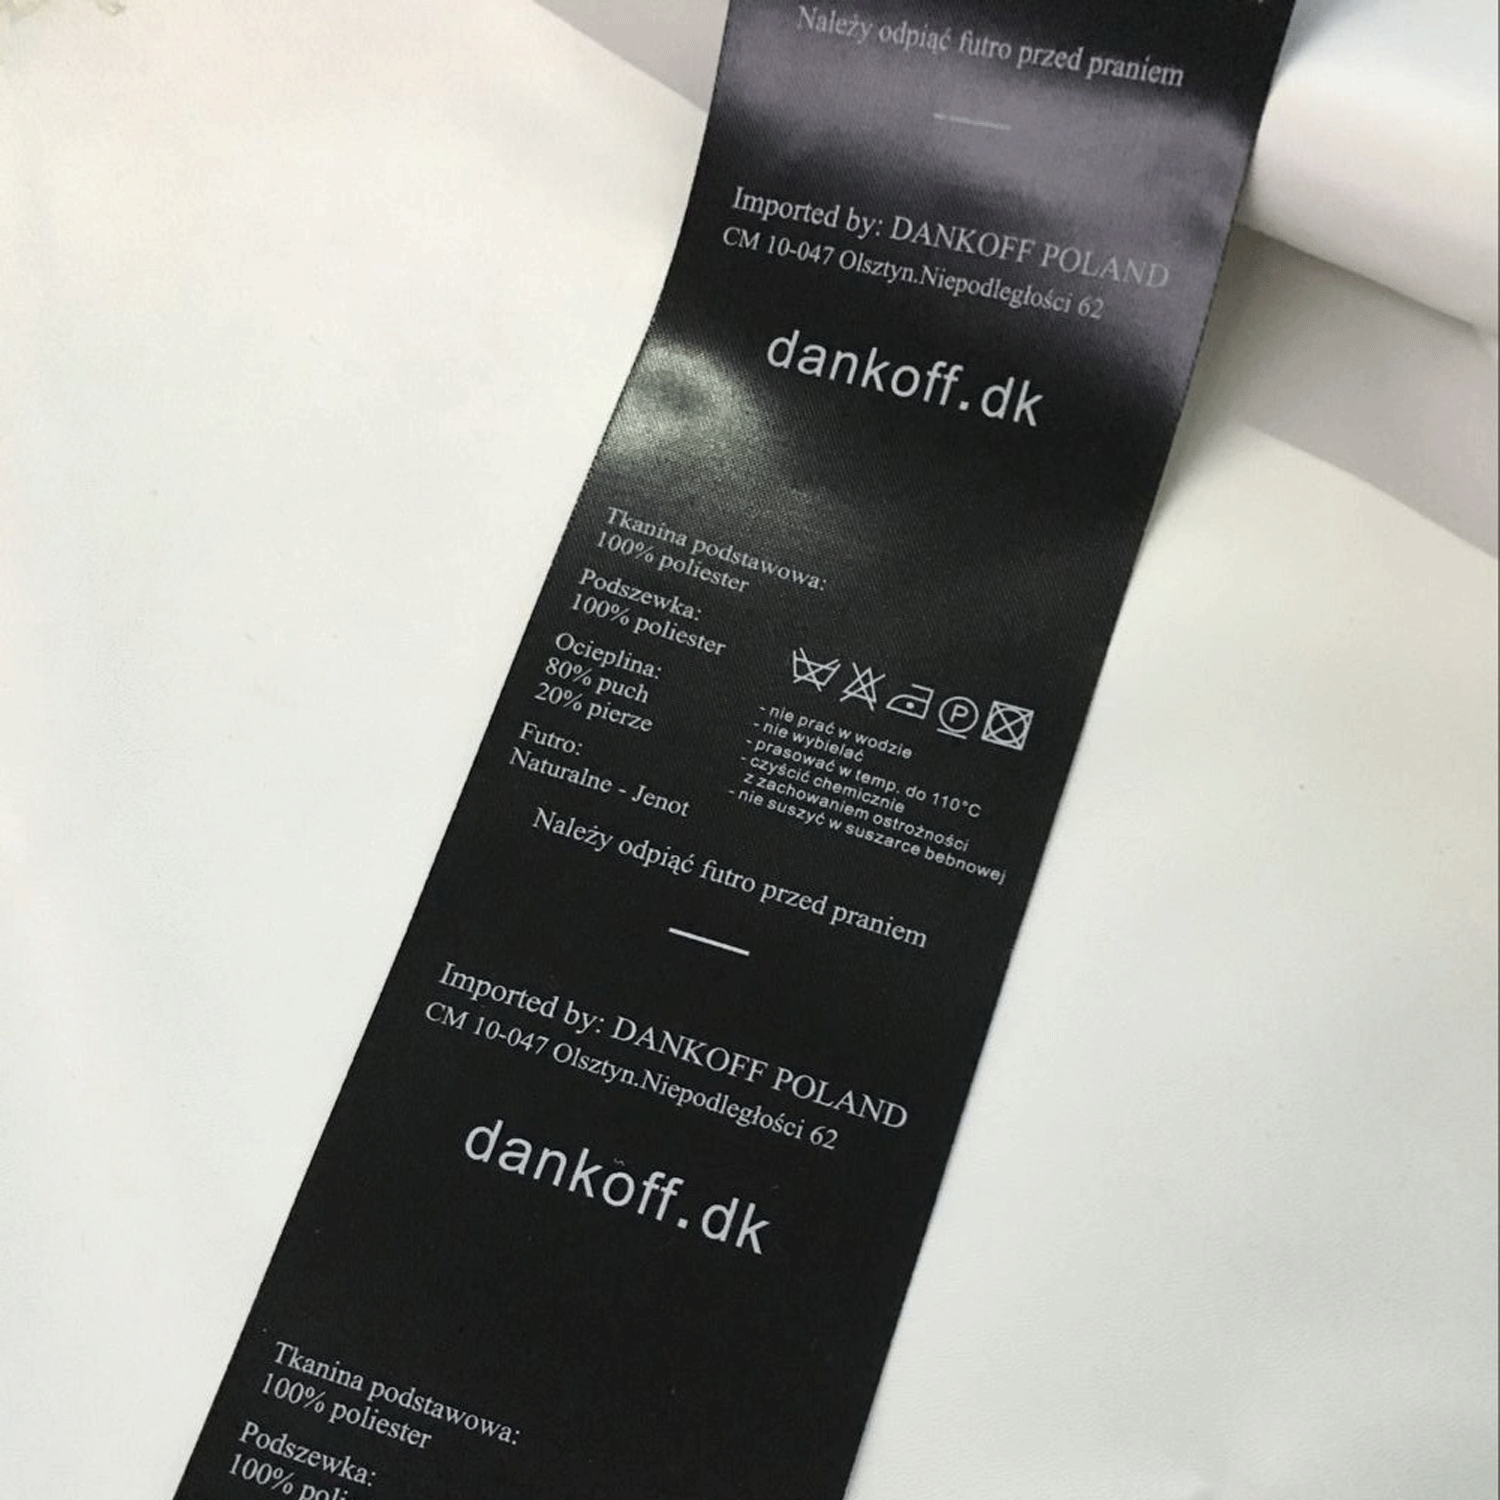 Należy odpiąć futro przed praniem
Imported by: DANKOFF POLAND
CM 10-047 Olsztyn.Niepodległości 62
dankoff.dk
Tkanina podstawowa:
100% poliester
Podszewka:
100% poliester
Ocieplina:
80% puch
20% pierze
Futro:
Naturalne - Jenot
P
- nie prać w wodzie
- nie wybielać
- prasować w temp. do 110°C
- czyścić chemicznie
z zachowaniem ostrożności
- nie suszyć w suszarce bebnowej
Należy odpiąć futro przed praniem
Imported by: DANKOFF POLAND
CM 10-047 Olsztyn.Niepodległości 62
dankoff.dk
Tkanina podstawowa:
100% poliester
Podszewka:
100% poli